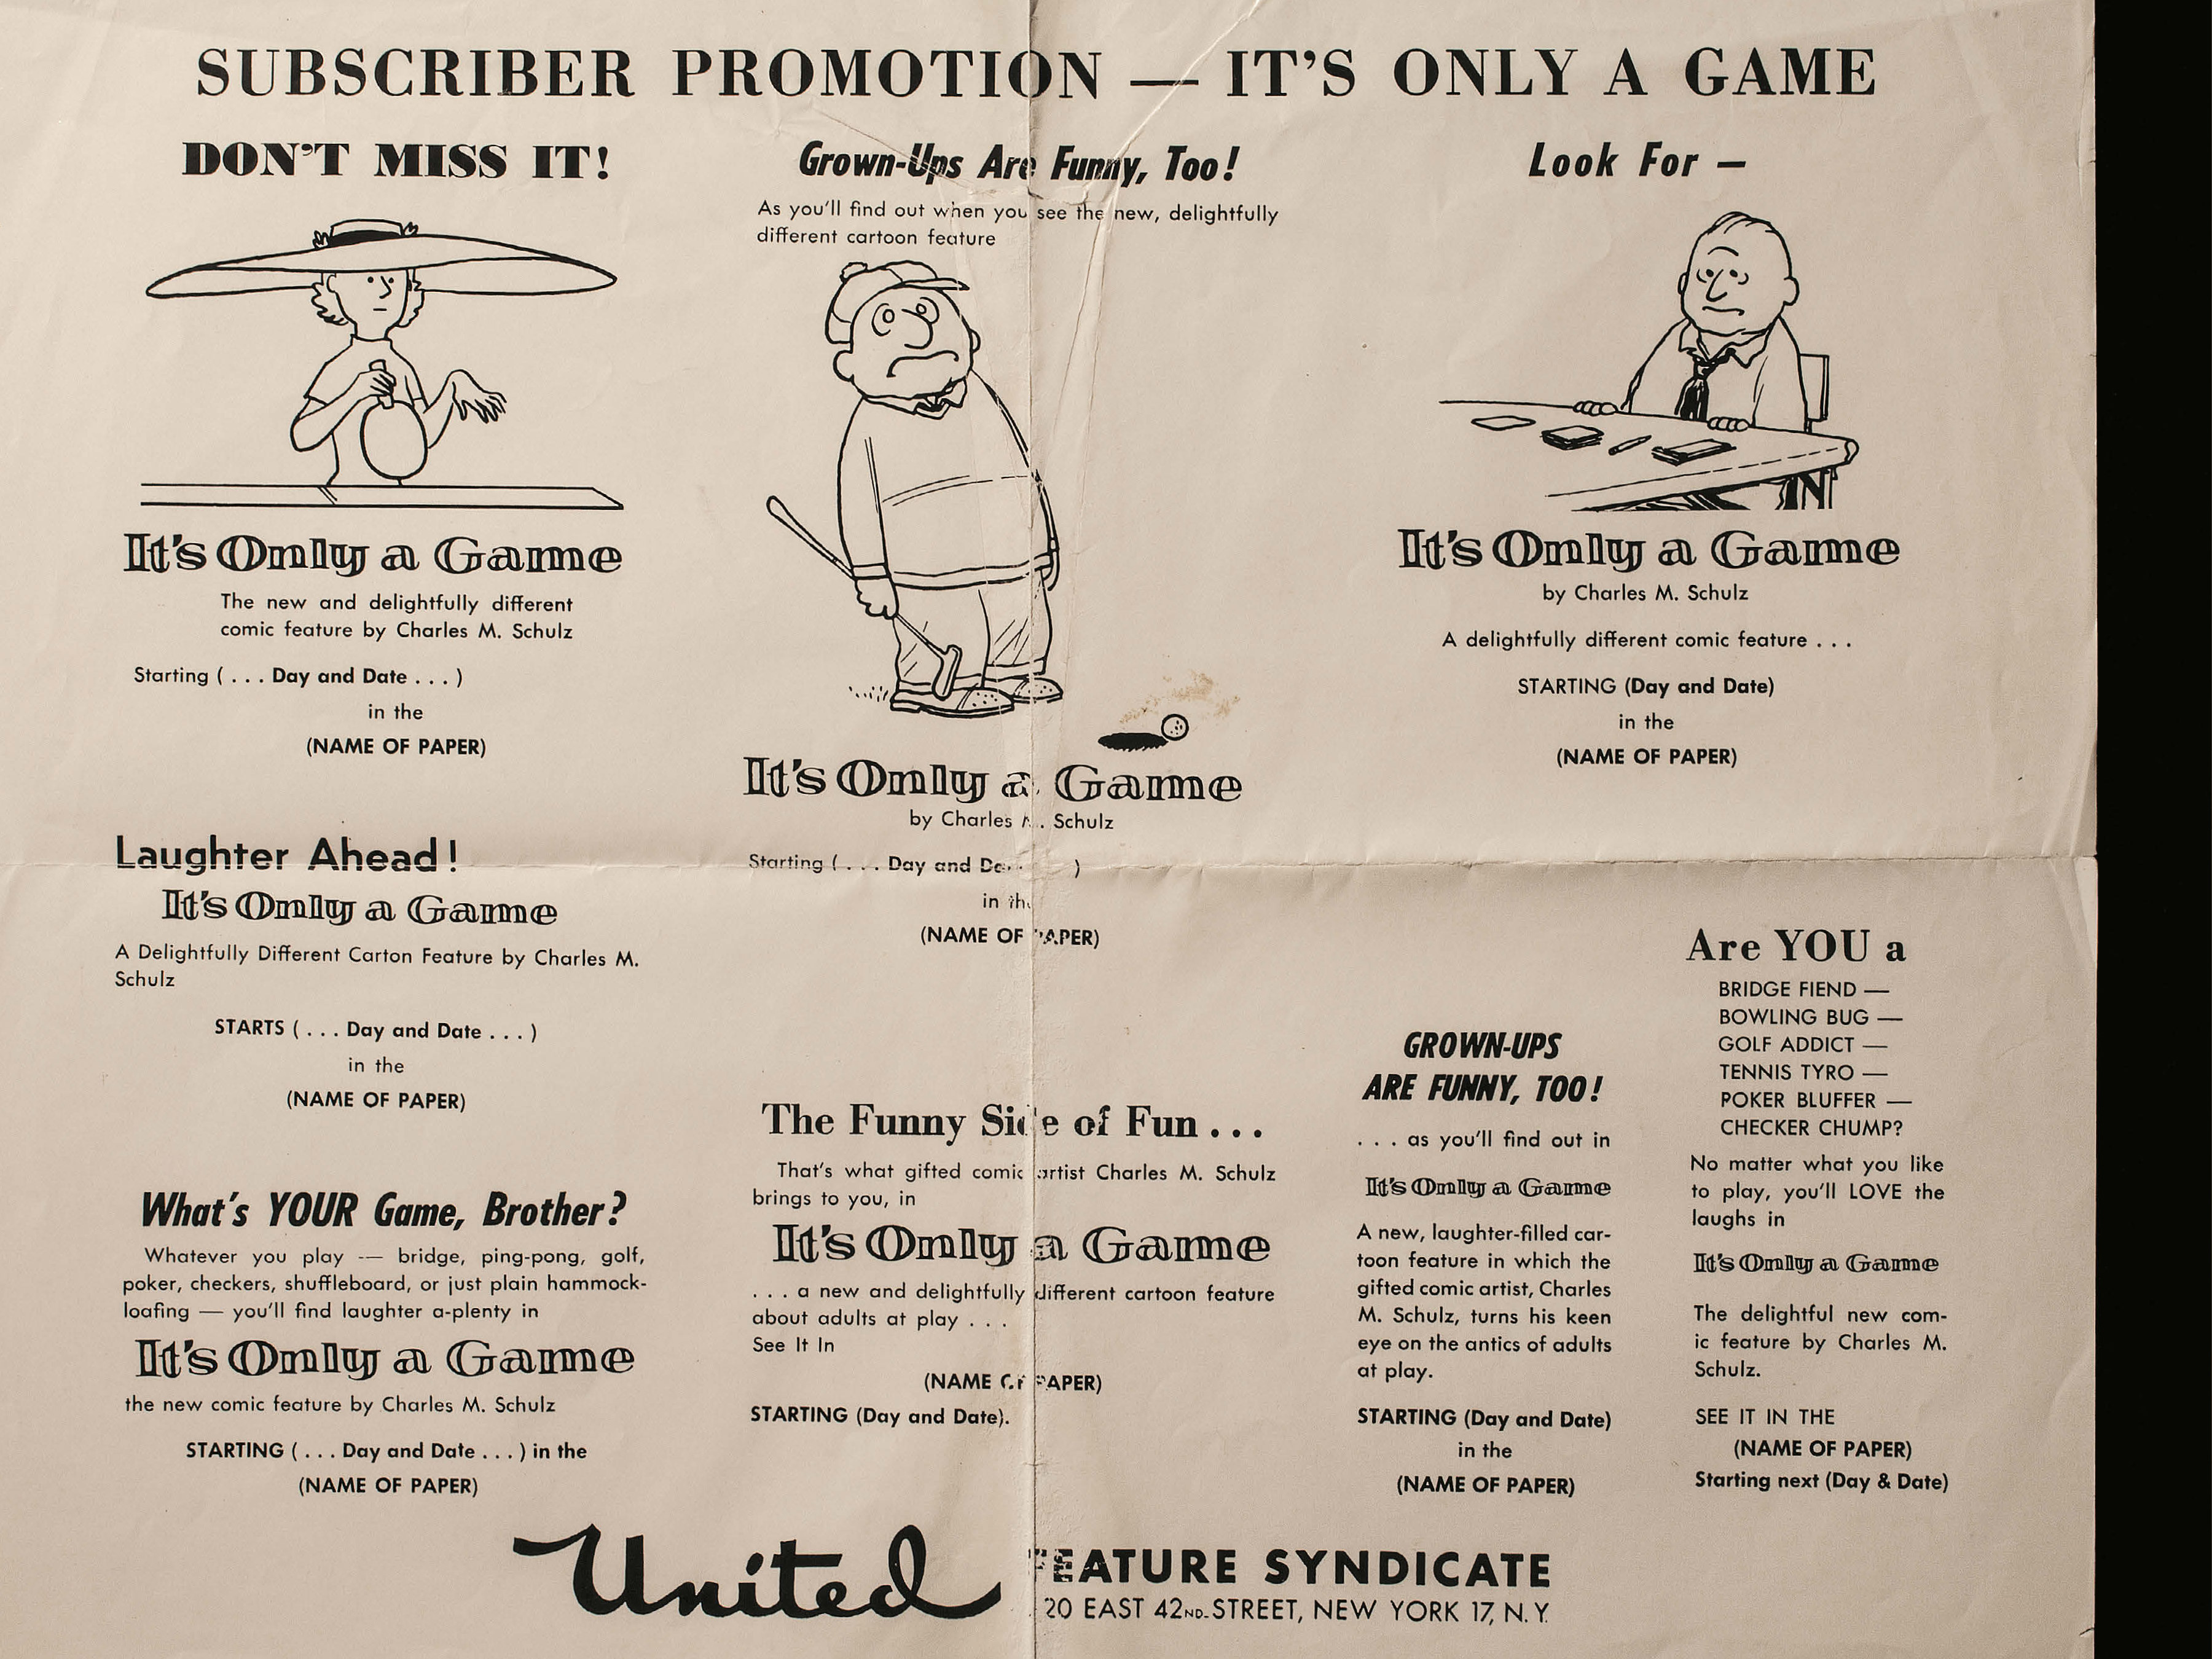 SUBSCRIBER PROMOTION — IT'S ONLY A GAME
DON'T MISS IT!
It's Only a Game
The new and delightfully different
comic feature by Charles M. Schulz
Starting ( . . . Day and Date . . . )
in the
(NAME OF PAPER)
Laughter Ahead!
It's Only a Game
A Delightfully Different Carton Feature by Charles M.
Schulz
STARTS ( . . . Day and Date . . . )
in the
(NAME OF PAPER)
What's YOUR Game, Brother?
Whatever you play — bridge, ping-pong, golf,
poker, checkers, shuffleboard, or just plain hammock-
loafing — you'll find laughter a-plenty in
It's Only a Game
the new comic feature by Charles M. Schulz
STARTING ( . . . Day and Date . . . ) in the
(NAME OF PAPER)
Grown-Ups Are Funny, Too!
As you'll find out when you see the new, delightfully
different cartoon feature
It's Only a Game
by Charles M. Schulz
Starting ( . . . Day and Da . . )
in the
(NAME OF PAPER)
The Funny Side of Fun . . .
That's what gifted comic artist Charles M. Schulz
brings to you, in
It's Only a Game
. . . a new and delightfully different cartoon feature
about adults at play . . .
See It In
(NAME OF PAPER)
STARTING (Day and Date).
Look For —
It's Only a Game
by Charles M. Schulz
A delightfully different comic feature . . .
STARTING (Day and Date)
in the
(NAME OF PAPER)
GROWN-UPS
ARE FUNNY, TOO!
. . . as you'll find out in
It's Only a Game
A new, laughter-filled car-
toon feature in which the
gifted comic artist, Charles
M. Schulz, turns his keen
eye on the antics of adults
at play.
STARTING (Day and Date)
in the
(NAME OF PAPER)
Are YOU a
BRIDGE FIEND —
BOWLING BUG —
GOLF ADDICT —
TENNIS TYRO —
POKER BLUFFER —
CHECKER CHUMP?
No matter what you like
to play, you'll LOVE the
laughs in
It's Only a Game
The delightful new com-
ic feature by Charles M.
Schulz.
SEE IT IN THE
(NAME OF PAPER)
Starting next (Day & Date)
United FEATURE SYNDICATE
20 EAST 42ND. STREET, NEW YORK 17, N. Y.